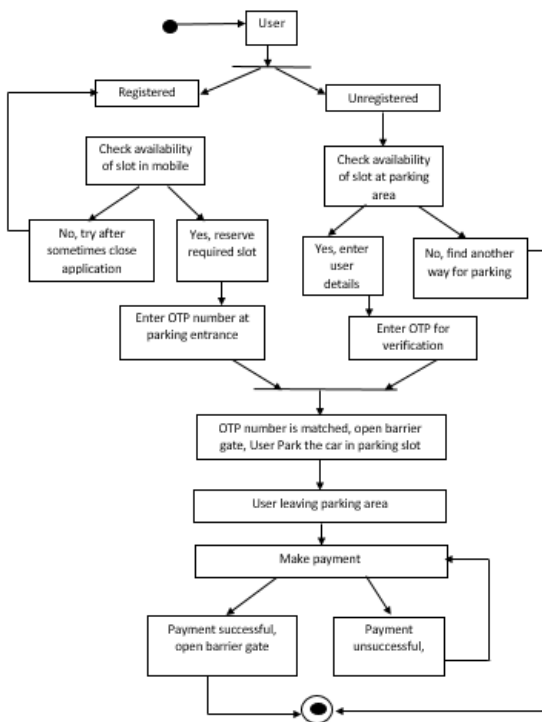 User
Registered
Unregistered
Check availability
of slot in mobile
Check availability
of slot at parking
area
No, try after
sometimes close
application
Yes, reserve
required slot
Yes, enter
user
details
No, find another
way for parking
Enter OTP number at
parking entrance
Enter OTP for
verification
OTP number is matched, open barrier
gate, User Park the car in parking slot
User leaving parking area
Make payment
Payment successful,
open barrier gate
Payment
unsuccessful,